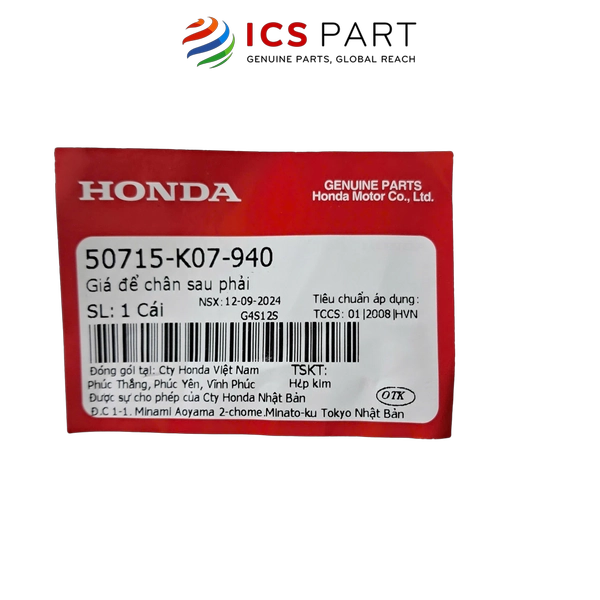 ICS PART
GENUINE PARTS, GLOBAL REACH
HONDA
GENUINE PARTS
Honda Motor Co., Ltd.
50715-K07-940
Giá để chân sau phải
SL: 1 Cái
NSX: 12-09-2024
G4S12S
Tiêu chuẩn áp dụng:
TCCS: 01|2008|HVN
Đóng gói tại: Cty Honda Việt Nam
Phúc Thắng, Phúc Yên, Vĩnh Phúc
TSKT:
Hợp kim
Được sự cho phép của Cty Honda Nhật Bản
Đ.C 1-1. Minami Aoyama 2-chome.Minato-ku Tokyo Nhật Bản
OTK